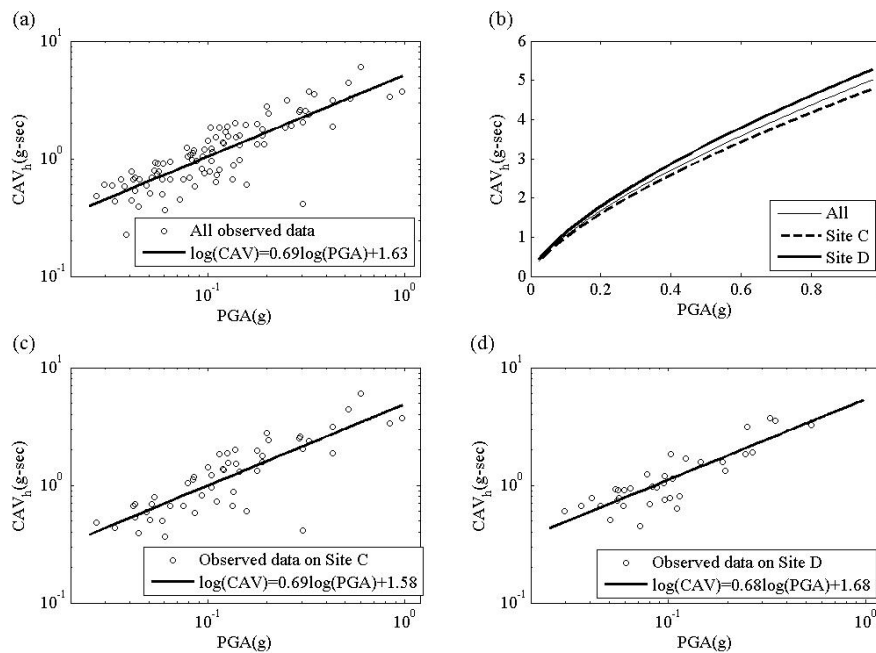 (a)
CAVh(g-sec)
10^1
10^0
10^-1
10^-1
10^0
PGA(g)
All observed data
log(CAV)=0.69log(PGA)+1.63
(b)
CAVh(g-sec)
6
5
4
3
2
1
0
0
0.2
0.4
0.6
0.8
PGA(g)
All
Site C
Site D
(c)
CAVh(g-sec)
10^1
10^0
10^-1
10^-1
10^0
PGA(g)
Observed data on Site C
log(CAV)=0.69log(PGA)+1.58
(d)
CAVh(g-sec)
10^1
10^0
10^-1
10^-1
10^0
PGA(g)
Observed data on Site D
log(CAV)=0.68log(PGA)+1.68